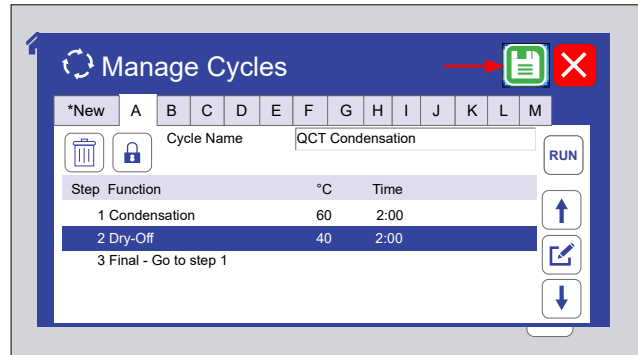 Manage Cycles
*New A B C D E F G H I J K L M
Cycle Name QCT Condensation
RUN
Step Function °C Time
1 Condensation 60 2:00
2 Dry-Off 40 2:00
3 Final - Go to step 1